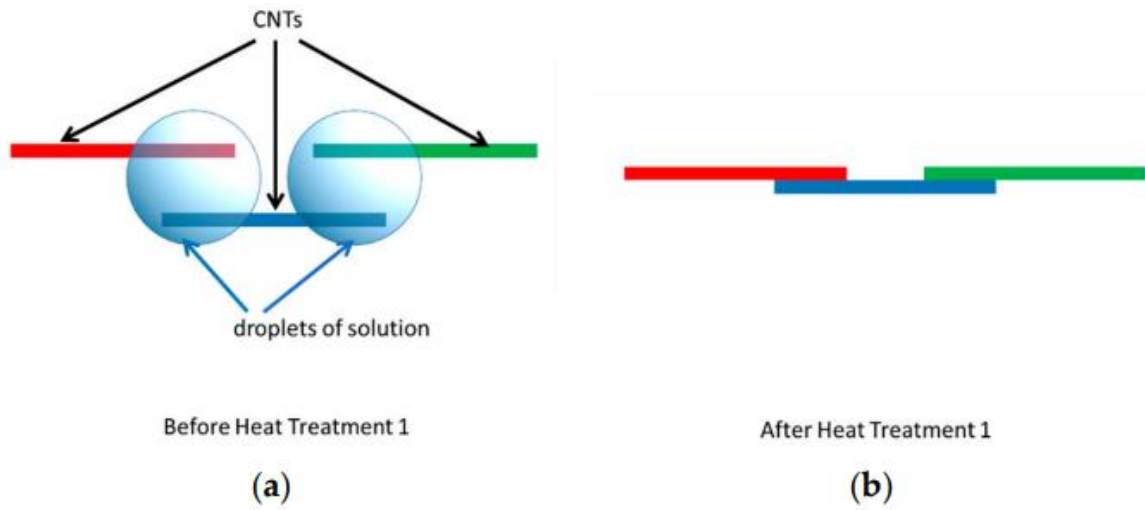 CNTs
droplets of solution
Before Heat Treatment 1
After Heat Treatment 1
(a)
(b)